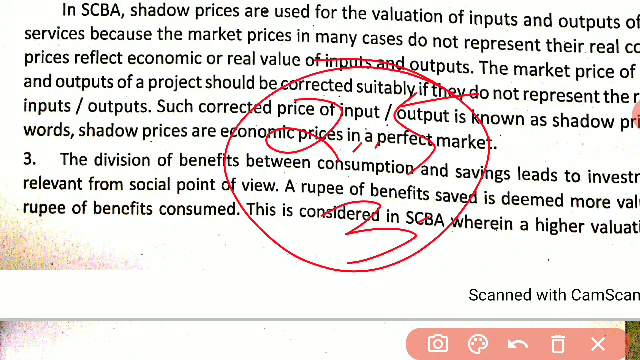 In SCBA, shadow prices are used for the valuation of inputs and outputs of
services because the market prices in many cases do not represent their real co
prices reflect economic or real value of inputs and outputs. The market price of
and outputs of a project should be corrected suitably if they do not represent the r
inputs / outputs. Such corrected price of input / output is known as shadow pri
words, shadow prices are economic prices in a perfect market.
3. The division of benefits between consumption and savings leads to investm
relevant from social point of view. A rupee of benefits saved is deemed more val
rupee of benefits consumed. This is considered in SCBA wherein a higher valuati
Scanned with CamScan